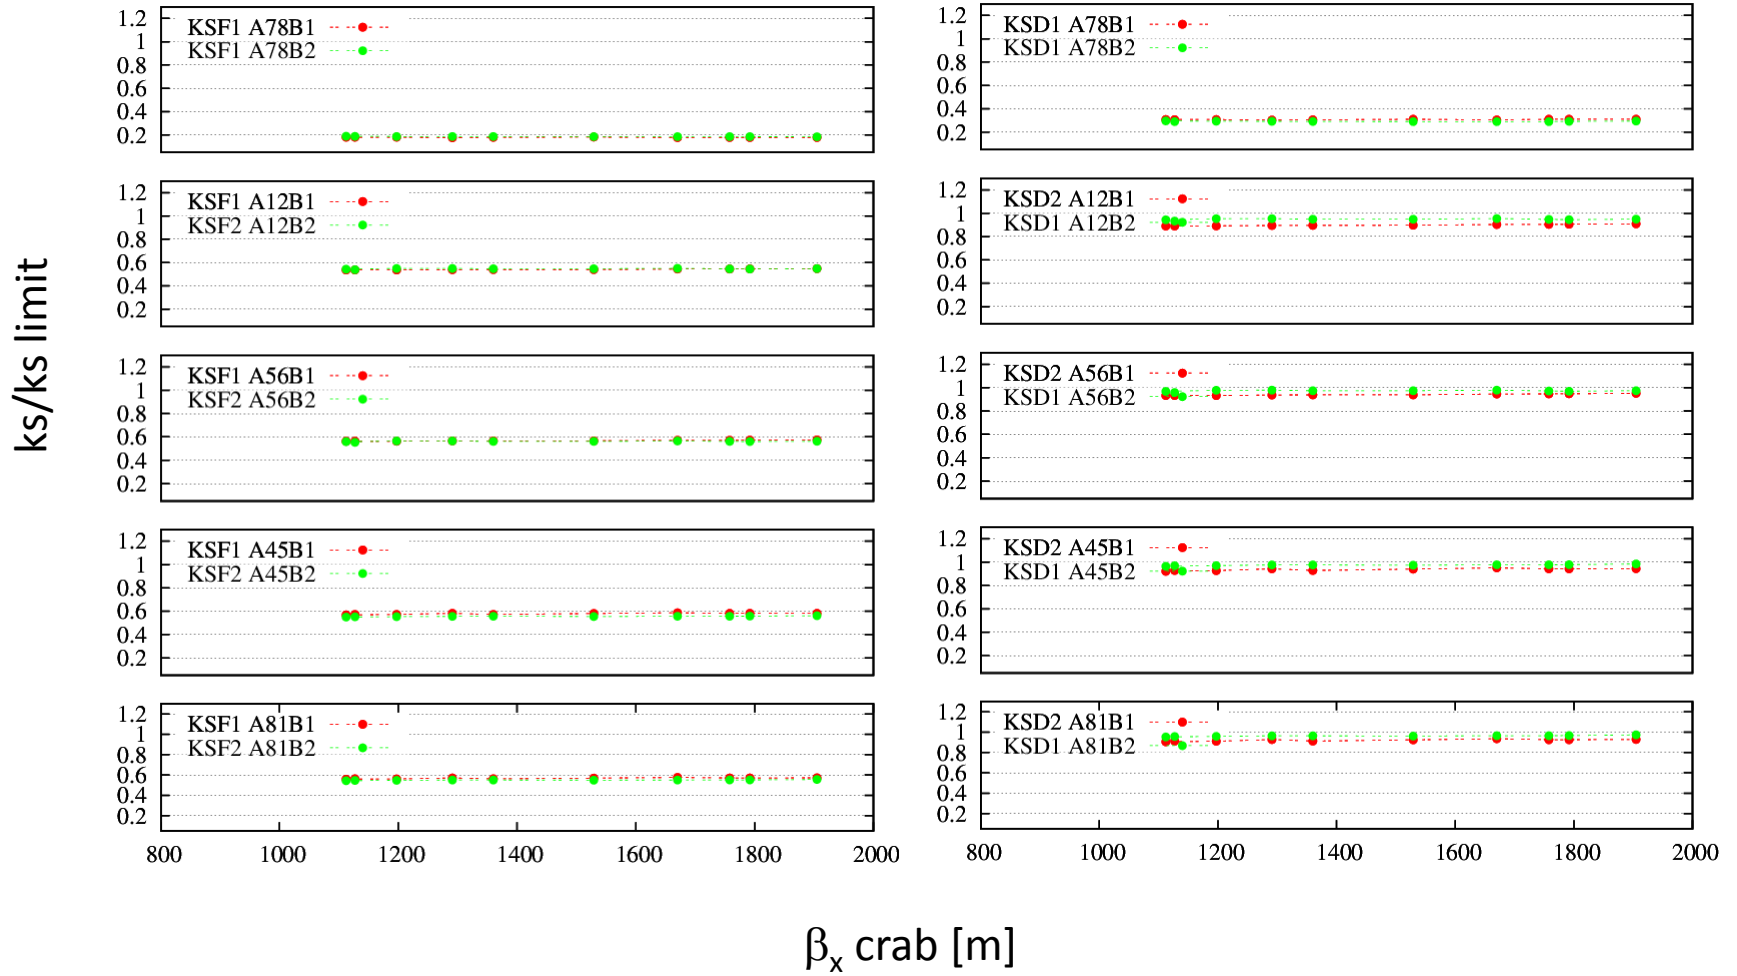 ks/ks limit
1.2
1
0.8
0.6
0.4
0.2
KSF1 A78B1
KSF1 A78B2
1.2
1
0.8
0.6
0.4
0.2
KSD1 A78B1
KSD1 A78B2
1.2
1
0.8
0.6
0.4
0.2
KSF1 A12B1
KSF2 A12B2
1.2
1
0.8
0.6
0.4
0.2
KSD2 A12B1
KSD1 A12B2
1.2
1
0.8
0.6
0.4
0.2
KSF1 A56B1
KSF2 A56B2
1.2
1
0.8
0.6
0.4
0.2
KSD2 A56B1
KSD1 A56B2
1.2
1
0.8
0.6
0.4
0.2
KSF1 A45B1
KSF2 A45B2
1.2
1
0.8
0.6
0.4
0.2
KSD2 A45B1
KSD1 A45B2
1.2
1
0.8
0.6
0.4
0.2
KSF1 A81B1
KSF2 A81B2
800 1000 1200 1400 1600 1800 2000
1.2
1
0.8
0.6
0.4
0.2
KSD2 A81B1
KSD1 A81B2
800 1000 1200 1400 1600 1800 2000
βx crab [m]